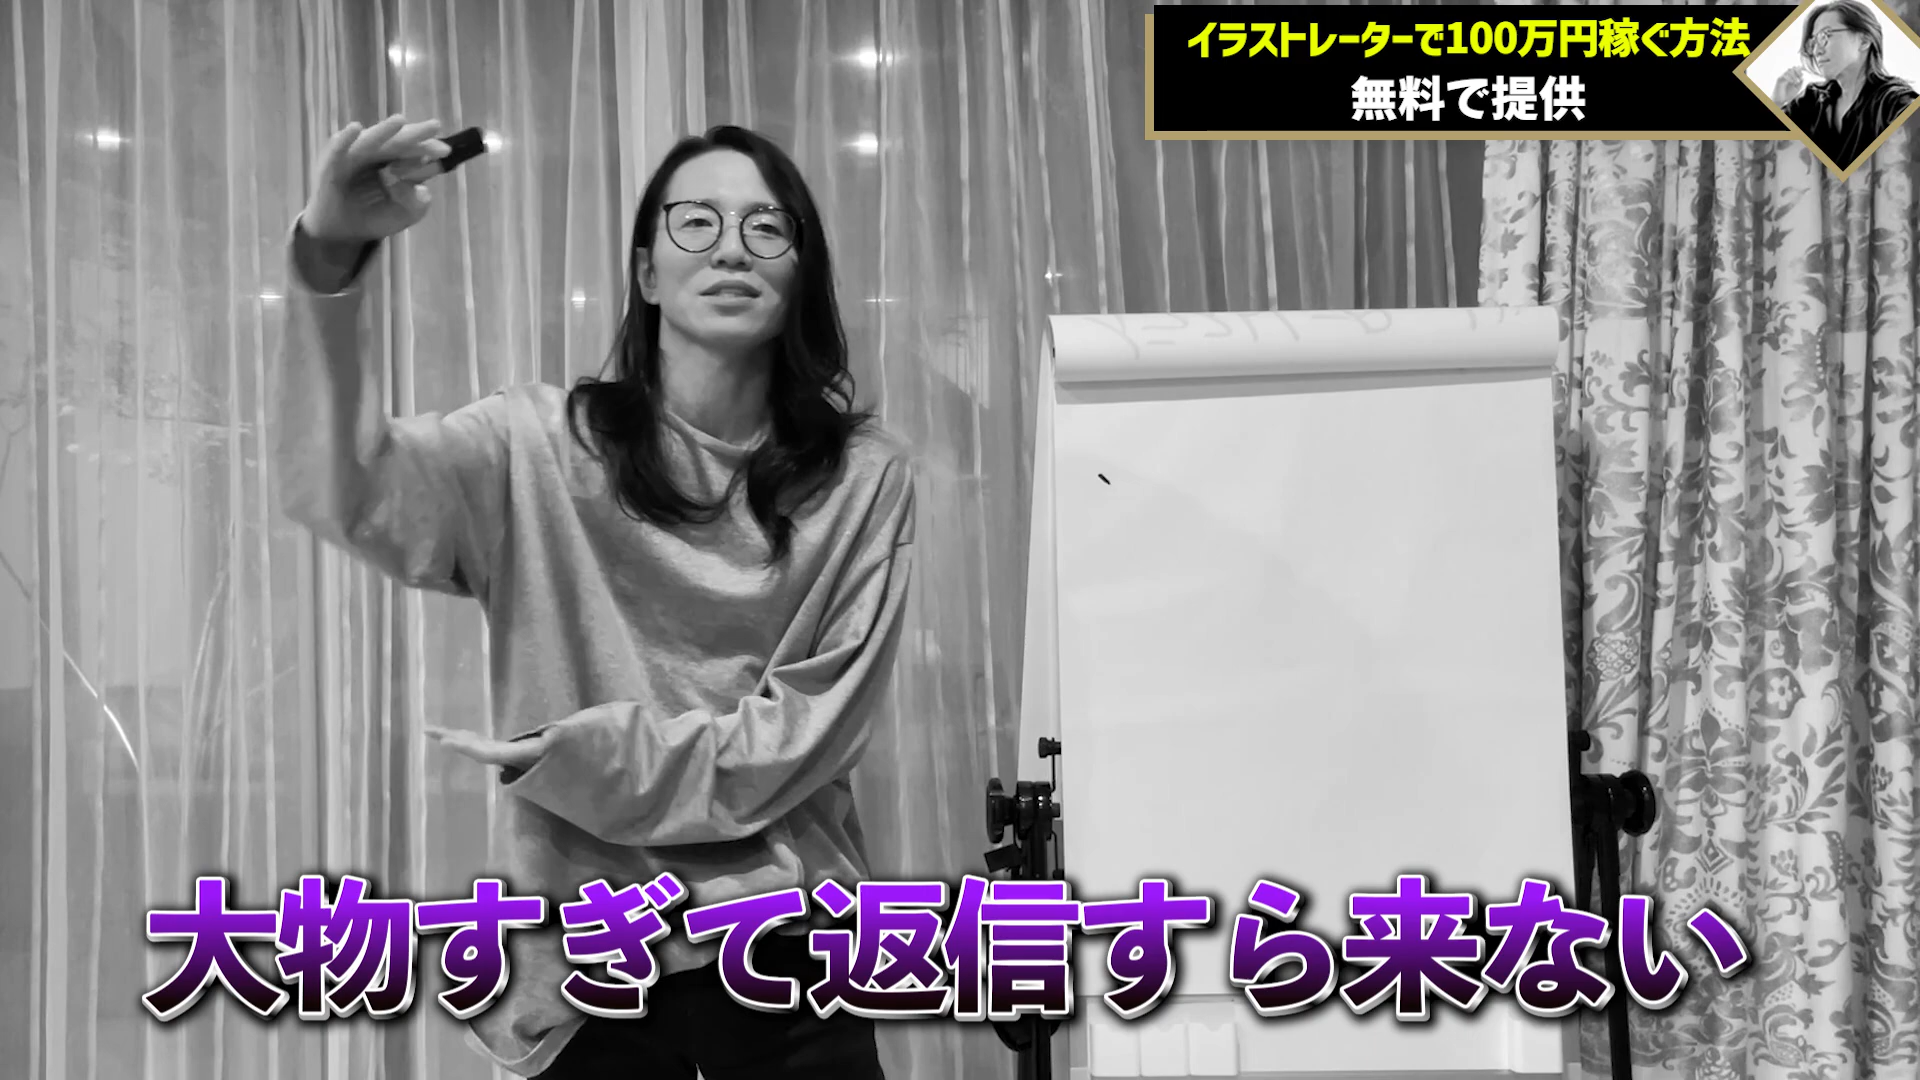 イラストレーターで100万円稼ぐ方法
無料で提供
大物すぎて返信すら来ない